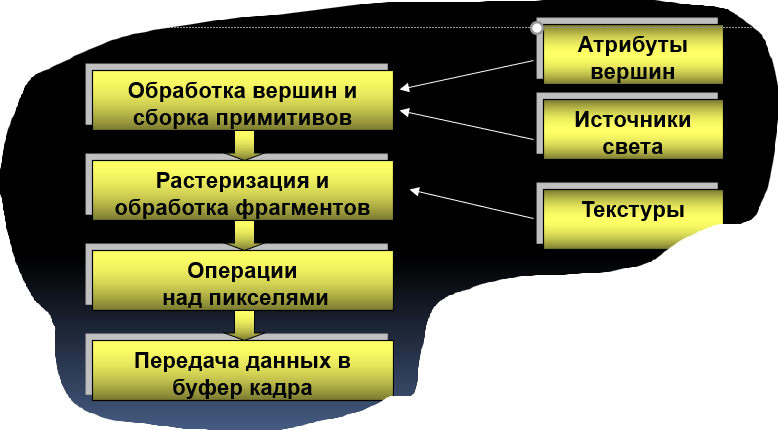 Обработка вершин и
сборка примитивов
Растеризация и
обработка фрагментов
Операции
над пикселями
Передача данных в
буфер кадра
Атрибуты
вершин
Источники
света
Текстуры